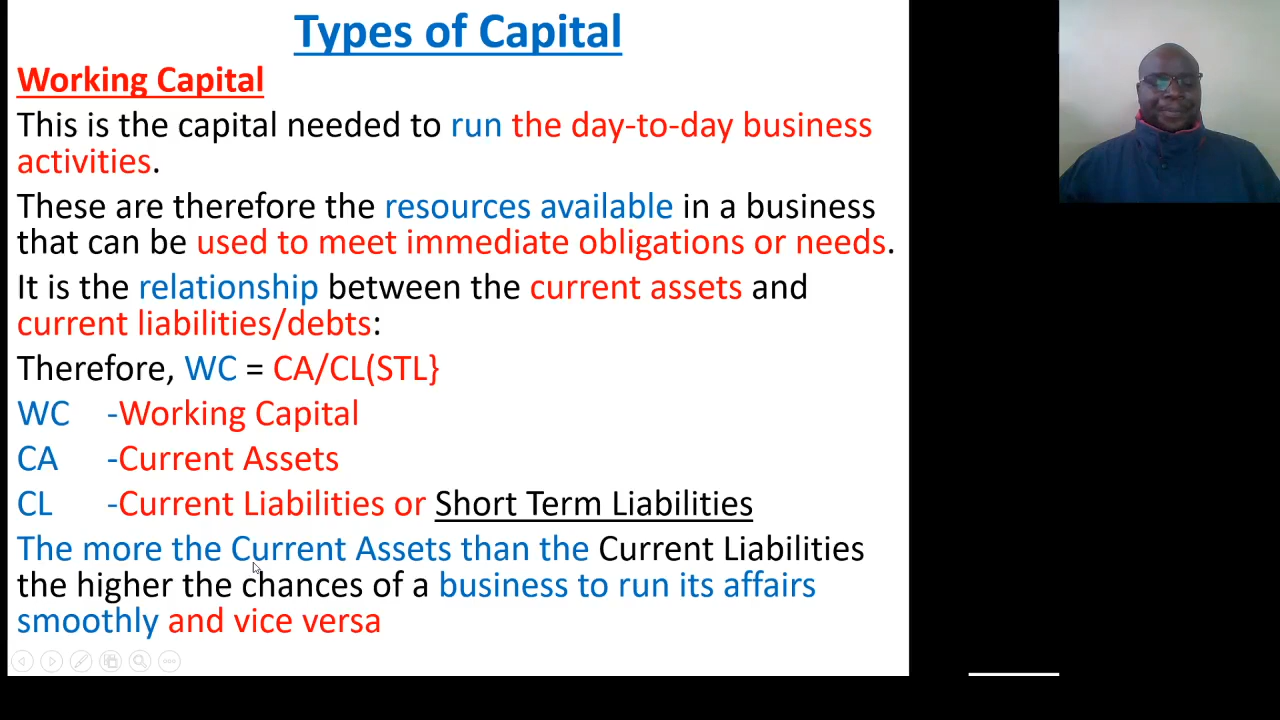 Types of Capital
Working Capital
This is the capital needed to run the day-to-day business
activities.
These are therefore the resources available in a business
that can be used to meet immediate obligations or needs.
It is the relationship between the current assets and
current liabilities/debts:
Therefore, WC = CA/CL(STL}
WC -Working Capital
CA -Current Assets
CL -Current Liabilities or Short Term Liabilities
The more the Current Assets than the Current Liabilities
the higher the chances of a business to run its affairs
smoothly and vice versa